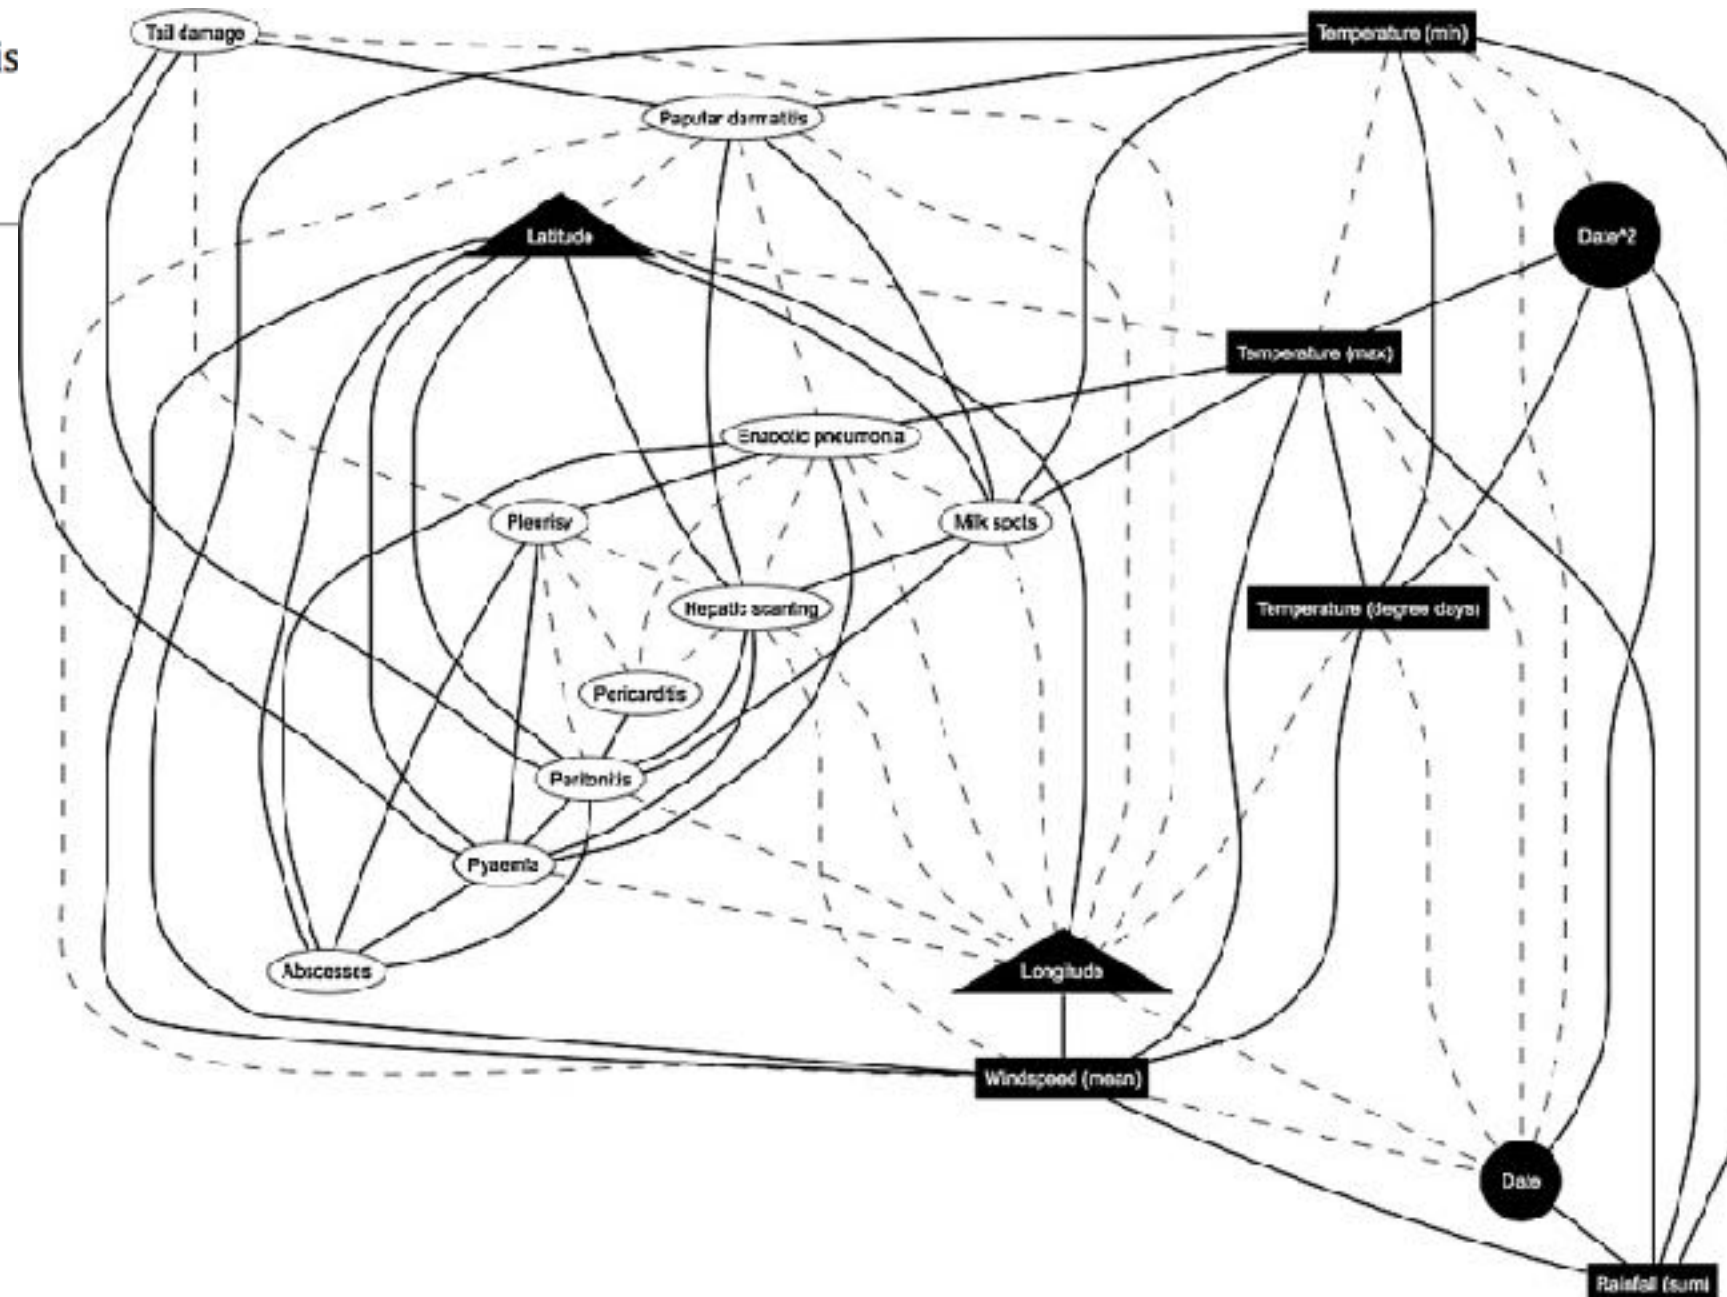 Tail damage
Temperature (min)
is
Papular dermatitis
Latitude
Date^2
Temperature (max)
Enzootic pneumonia
Pleurisy
Milk spots
Hepatic scarring
Temperature (degree days)
Pericarditis
Peritonitis
Pyaemia
Abscesses
Longitude
Windspeed (mean)
Date
Rainfall (sum)